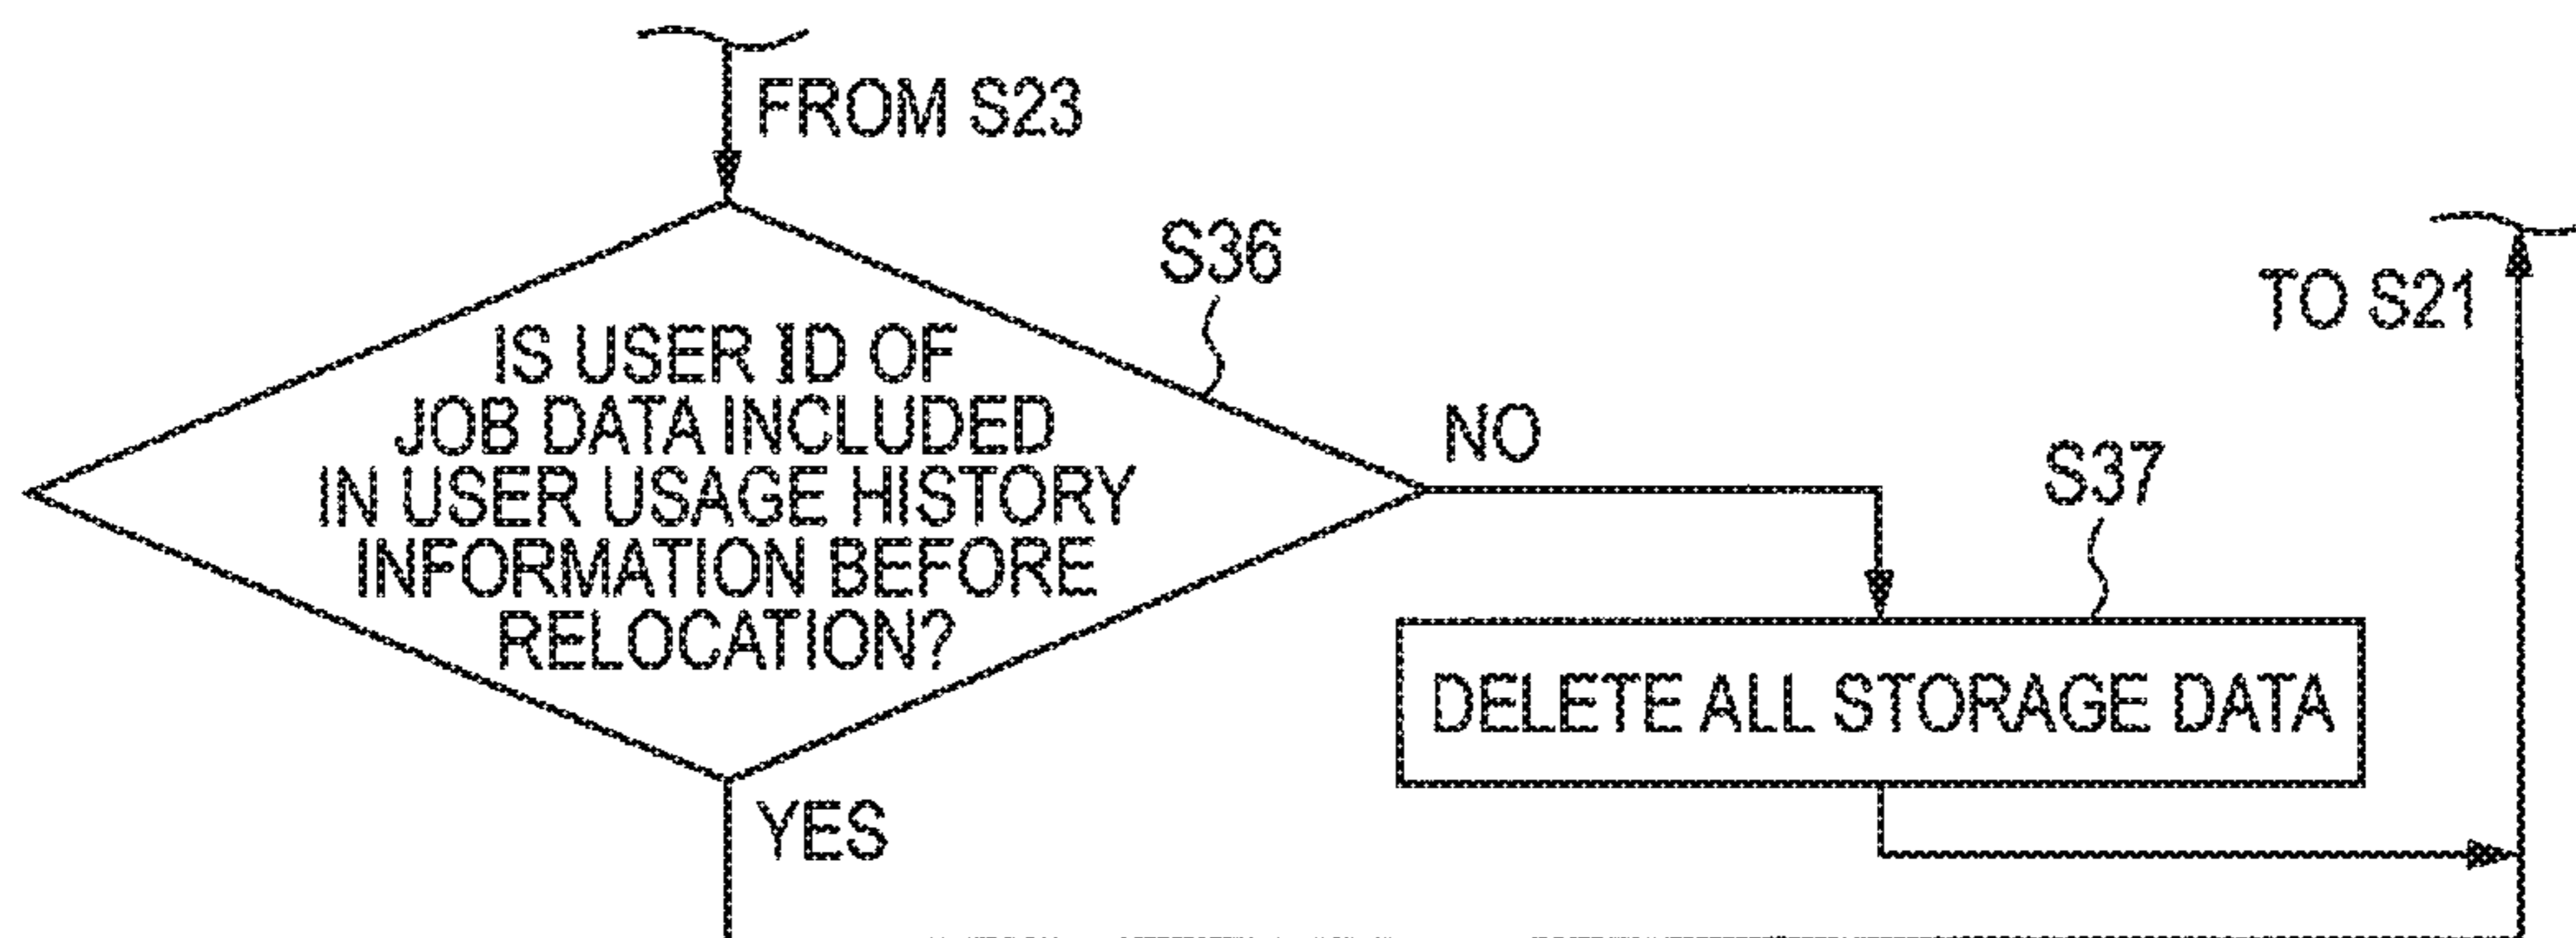 FROM S23
S36
TO S21
IS USER ID OF
JOB DATA INCLUDED
IN USER USAGE HISTORY
INFORMATION BEFORE
RELOCATION?
NO
S37
DELETE ALL STORAGE DATA
YES